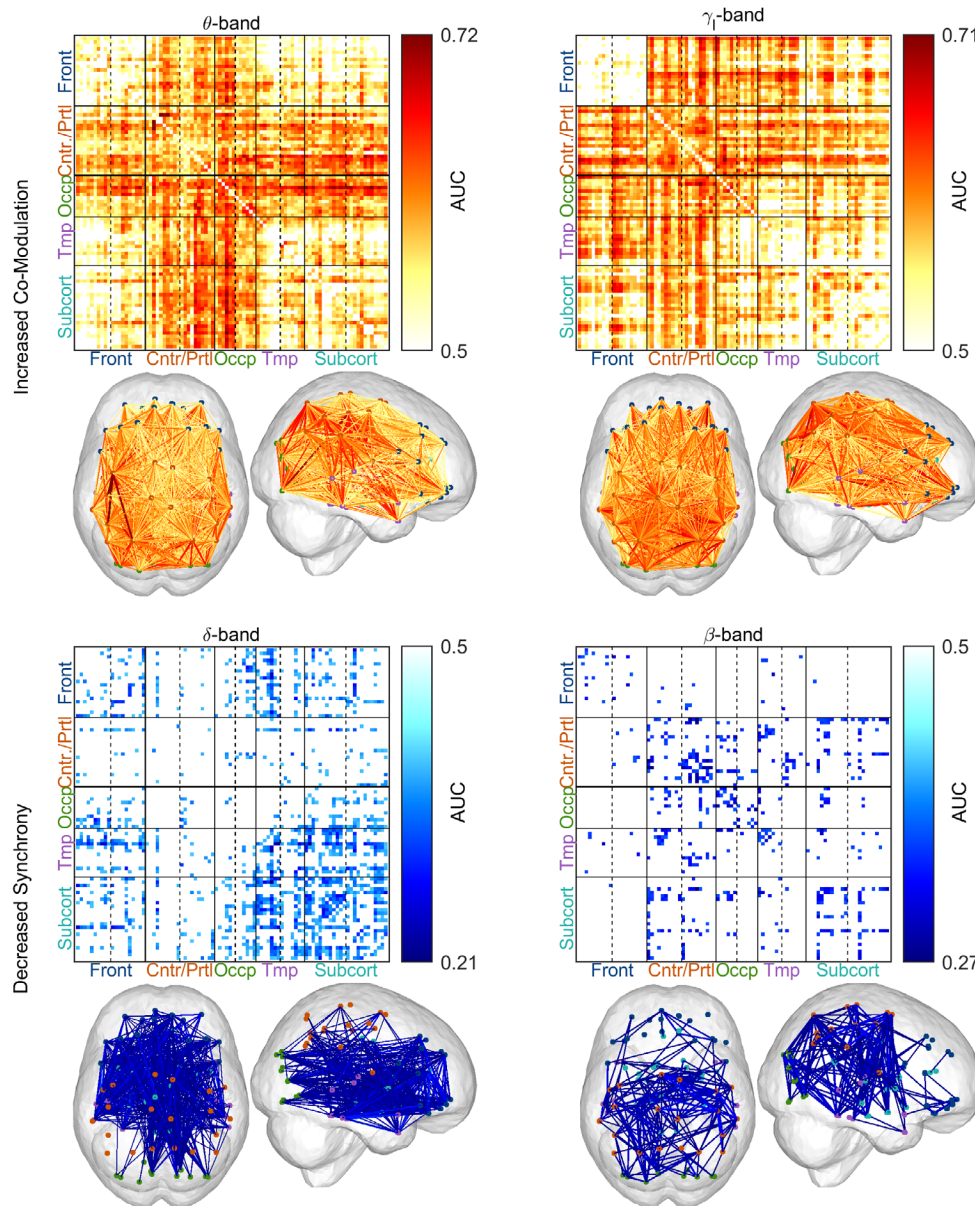 θ-band
γl-band
0.72
0.71
Front
Cntr./Prtl
Occp
Tmp
Subcort
AUC
0.5
Front Cntr/Prtl Occp Tmp Subcort
Front
Cntr./Prtl
Occp
Tmp
Subcort
AUC
0.5
Front Cntr/Prtl Occp Tmp Subcort
Increased Co-Modulation
δ-band
β-band
0.5
0.5
Front
Cntr./Prtl
Occp
Tmp
Subcort
AUC
0.21
Front Cntr/Prtl Occp Tmp Subcort
Front
Cntr./Prtl
Occp
Tmp
Subcort
AUC
0.27
Front Cntr/Prtl Occp Tmp Subcort
Decreased Synchrony